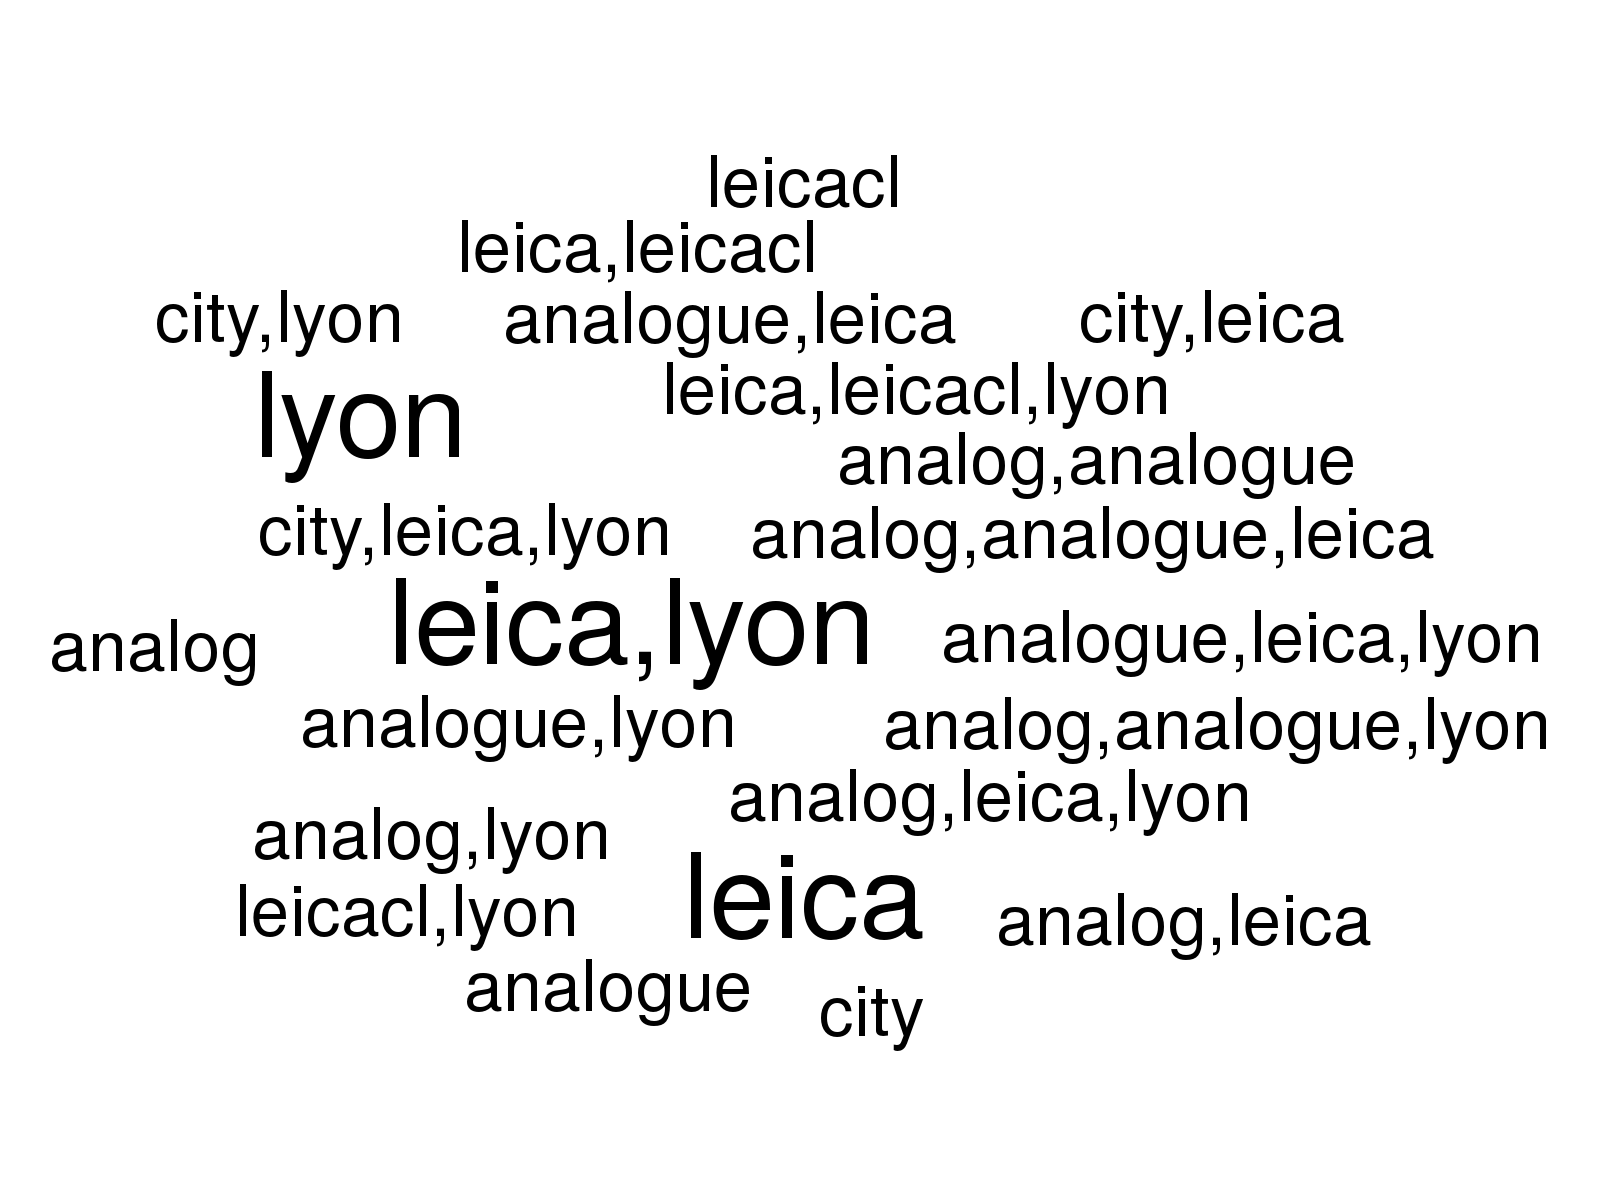 leicacl
leica,leicacl
city,lyon analogue,leica city,leica
leica,leicacl,lyon
lyon
analog,analogue
city,leica,lyon analog,analogue,leica
leica,lyon
analog analogue,leica,lyon
analogue,lyon analog,analogue,lyon
analog,leica,lyon
analog,lyon
leica
leicacl,lyon analog,leica
analogue
city